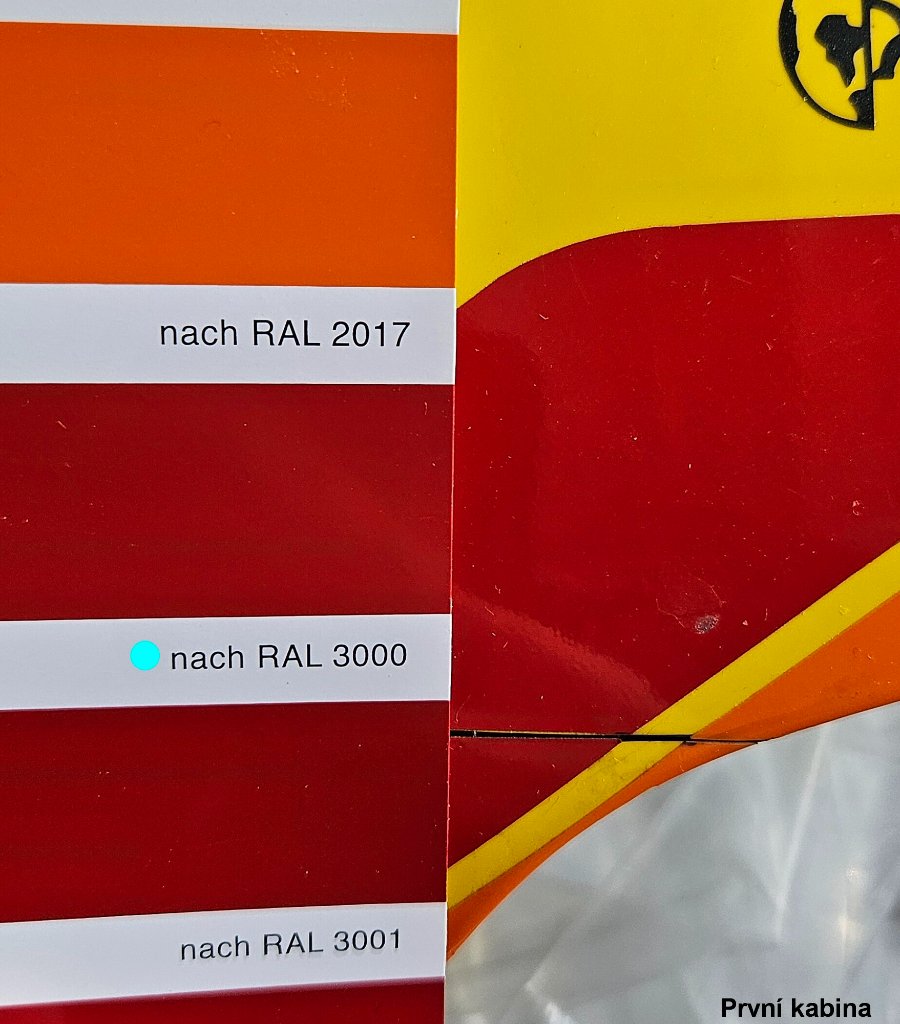 nach RAL 2017
nach RAL 3000
nach RAL 3001
První kabina